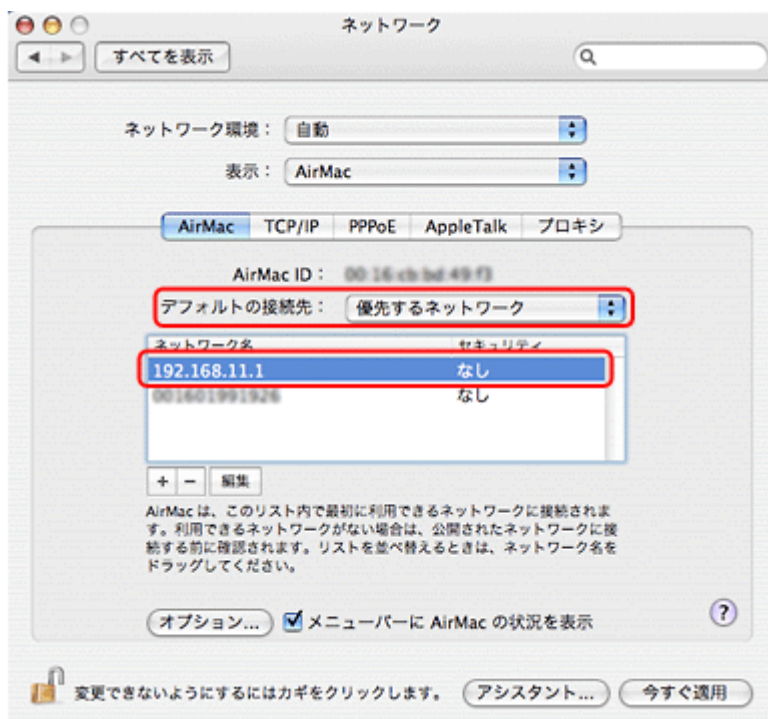 ネットワーク
すべてを表示
ネットワーク環境： 自動
表示： AirMac
AirMac TCP/IP PPPoE AppleTalk プロキシ
AirMac ID：
デフォルトの接続先： 優先するネットワーク
ネットワーク名 セキュリティ
192.168.11.1 なし
001601991926 なし
+ − 編集
AirMac は、このリスト内で最初に利用できるネットワークに接続されま
す。利用できるネットワークがない場合は、公開されたネットワークに接
続する前に確認されます。リストを並べ替えるときは、ネットワーク名を
ドラッグしてください。
オプション... メニューバーに AirMac の状況を表示 ?
変更できないようにするにはカギをクリックします。 アシスタント... 今すぐ適用